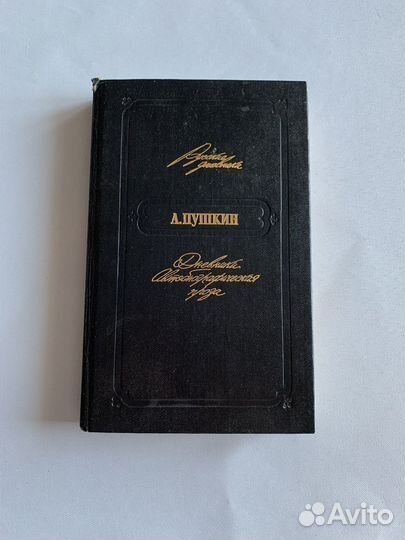 Русские
дневники
А.ПУШКИН
Дневники.
Автобиографическая
проза
Avito